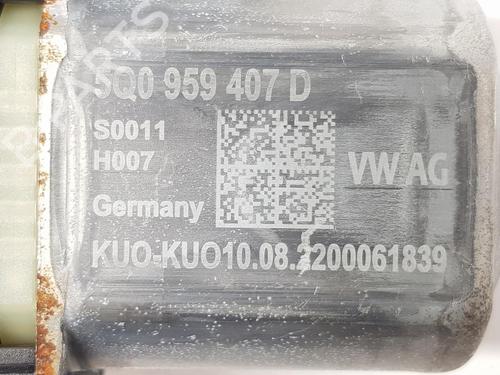 5Q0 959 407 D
S0011
H007
VW AG
Germany
KUO-KUO10.08.2200061839